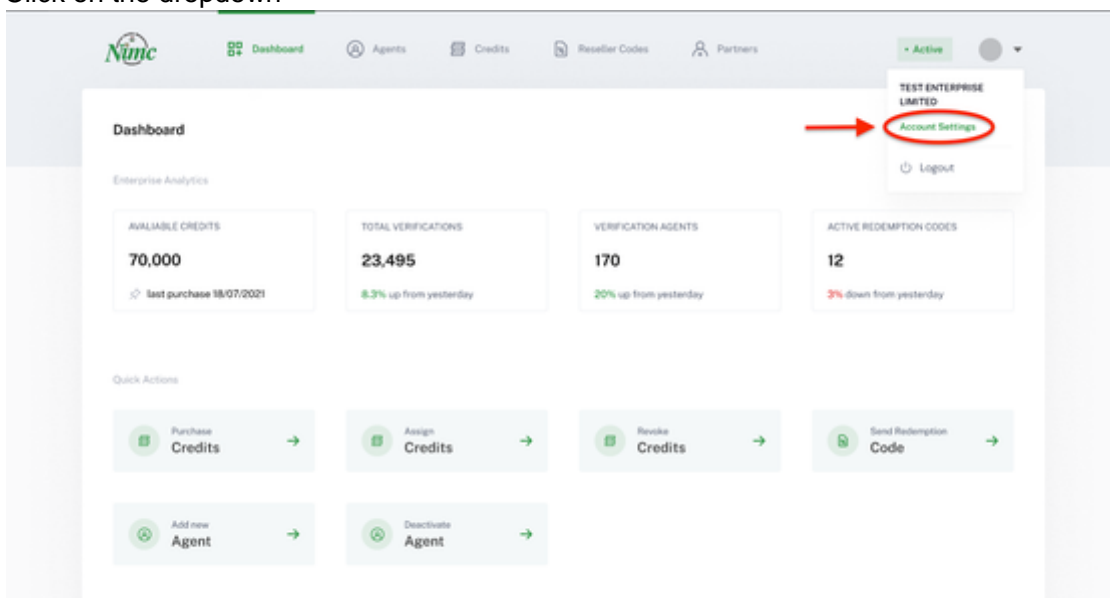 Click on the dropdown
Nimc
Dashboard Agents Credits Reseller Codes Partners • Active
TEST ENTERPRISE
LIMITED
Account Settings
Logout
Dashboard
Enterprise Analytics
AVALIABLE CREDITS TOTAL VERIFICATIONS VERIFICATION AGENTS ACTIVE REDEMPTION CODES
70,000 23,495 170 12
last purchase 18/07/2021 8.3% up from yesterday 20% up from yesterday 3% down from yesterday
Quick Actions
Purchase Assign Revoke Send Redemption
Credits Credits Credits Code
Add new Deactivate
Agent Agent